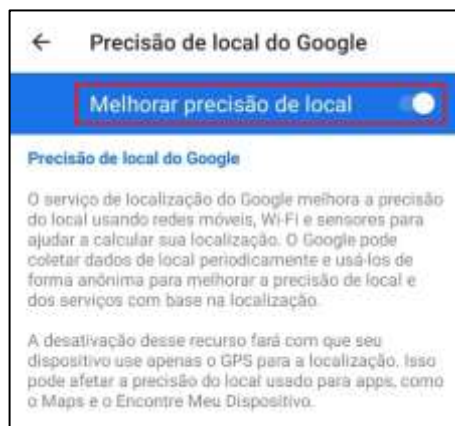 Precisão de local do Google
Melhorar precisão de local
Precisão de local do Google
O serviço de localização do Google melhora a precisão
do local usando redes móveis, Wi-Fi e sensores para
ajudar a calcular sua localização. O Google pode
coletar dados de local periodicamente e usá-los de
forma anônima para melhorar a precisão de local e
dos serviços com base na localização.
A desativação desse recurso fará com que seu
dispositivo use apenas o GPS para a localização. Isso
pode afetar a precisão do local usado para apps, como
o Maps e o Encontre Meu Dispositivo.